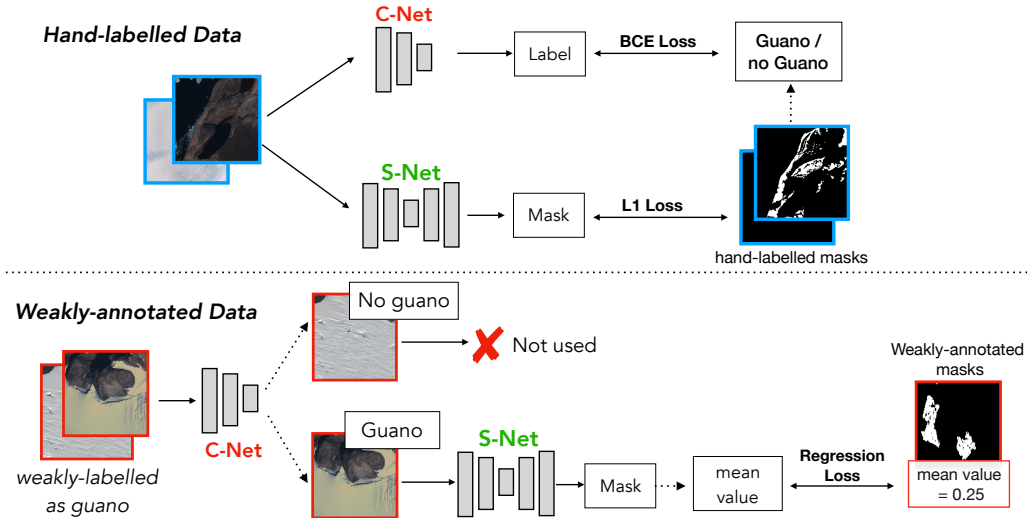 Hand-labelled Data
C-Net
Label
BCE Loss
Guano /
no Guano
S-Net
Mask
L1 Loss
hand-labelled masks
Weakly-annotated Data
No guano
Not used
C-Net
weakly-labelled
as guano
Guano
S-Net
Mask
mean
value
Regression
Loss
Weakly-annotated
masks
mean value
= 0.25